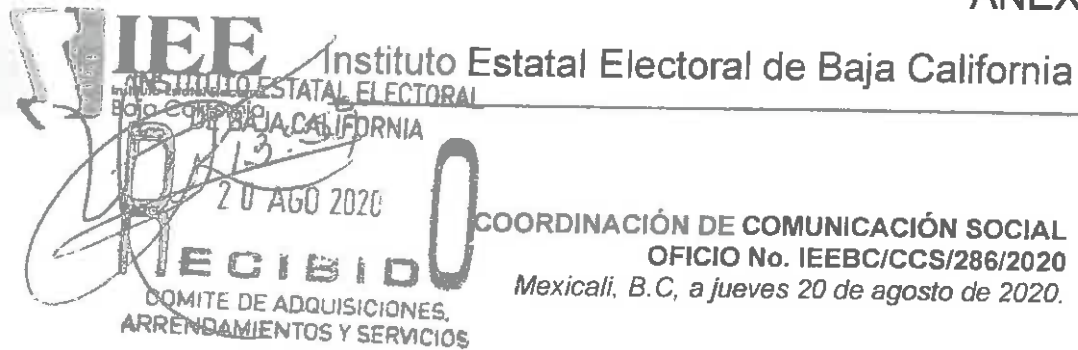 ANEX
IEE Instituto Estatal Electoral de Baja California
INSTITUTO ESTATAL ELECTORAL
DE BAJA CALIFORNIA
Baja California
20 AGO 2020
RECIBIDO
COMITE DE ADQUISICIONES,
ARRENDAMIENTOS Y SERVICIOS
COORDINACIÓN DE COMUNICACIÓN SOCIAL
OFICIO No. IEEBC/CCS/286/2020
Mexicali, B.C, a jueves 20 de agosto de 2020.